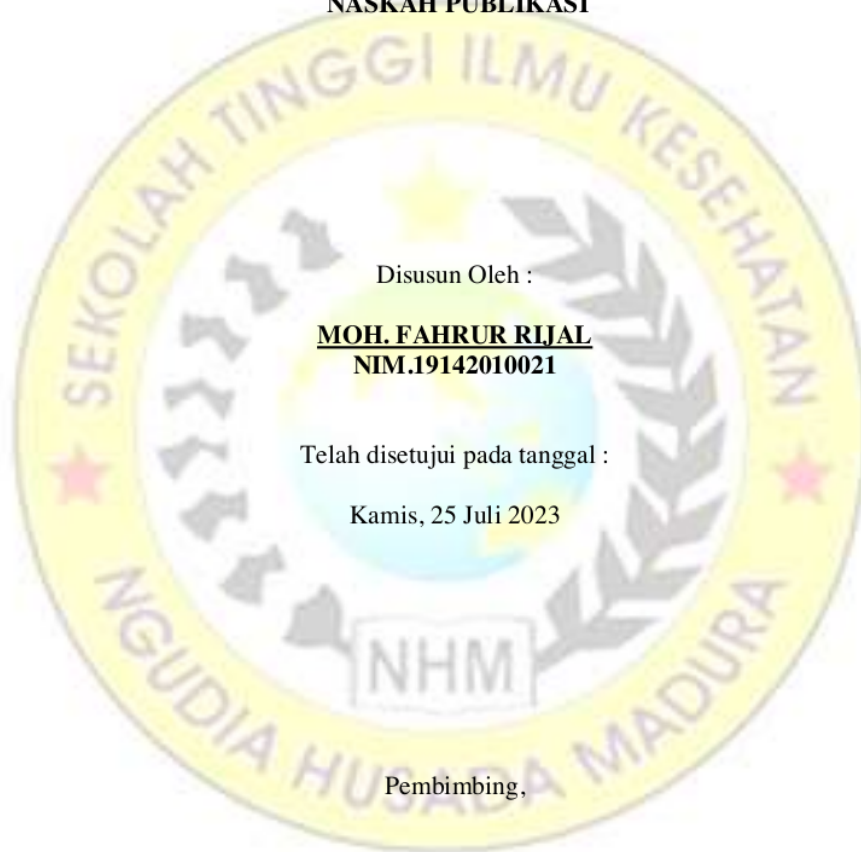 NASKAH PUBLIKASI
SEKOLAH TINGGI ILMU KESEHATAN
Disusun Oleh :
MOH. FAHRUR RIJAL
NIM.19142010021
Telah disetujui pada tanggal :
Kamis, 25 Juli 2023
NHM
NGUDIA HUSADA MADURA
Pembimbing,